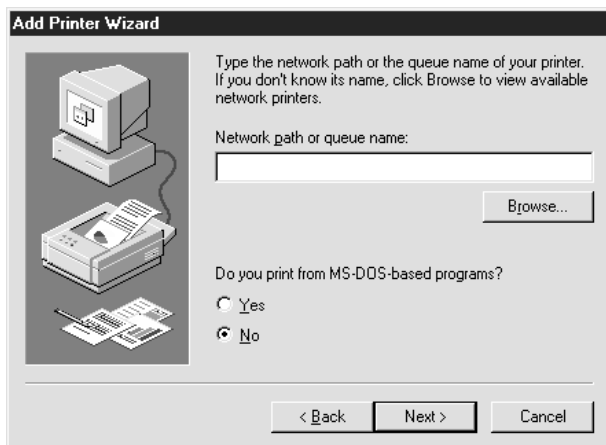 Add Printer Wizard
Type the network path or the queue name of your printer.
If you don't know its name, click Browse to view available
network printers.
Network path or queue name:
Browse...
Do you print from MS-DOS-based programs?
Yes
No
< Back
Next >
Cancel